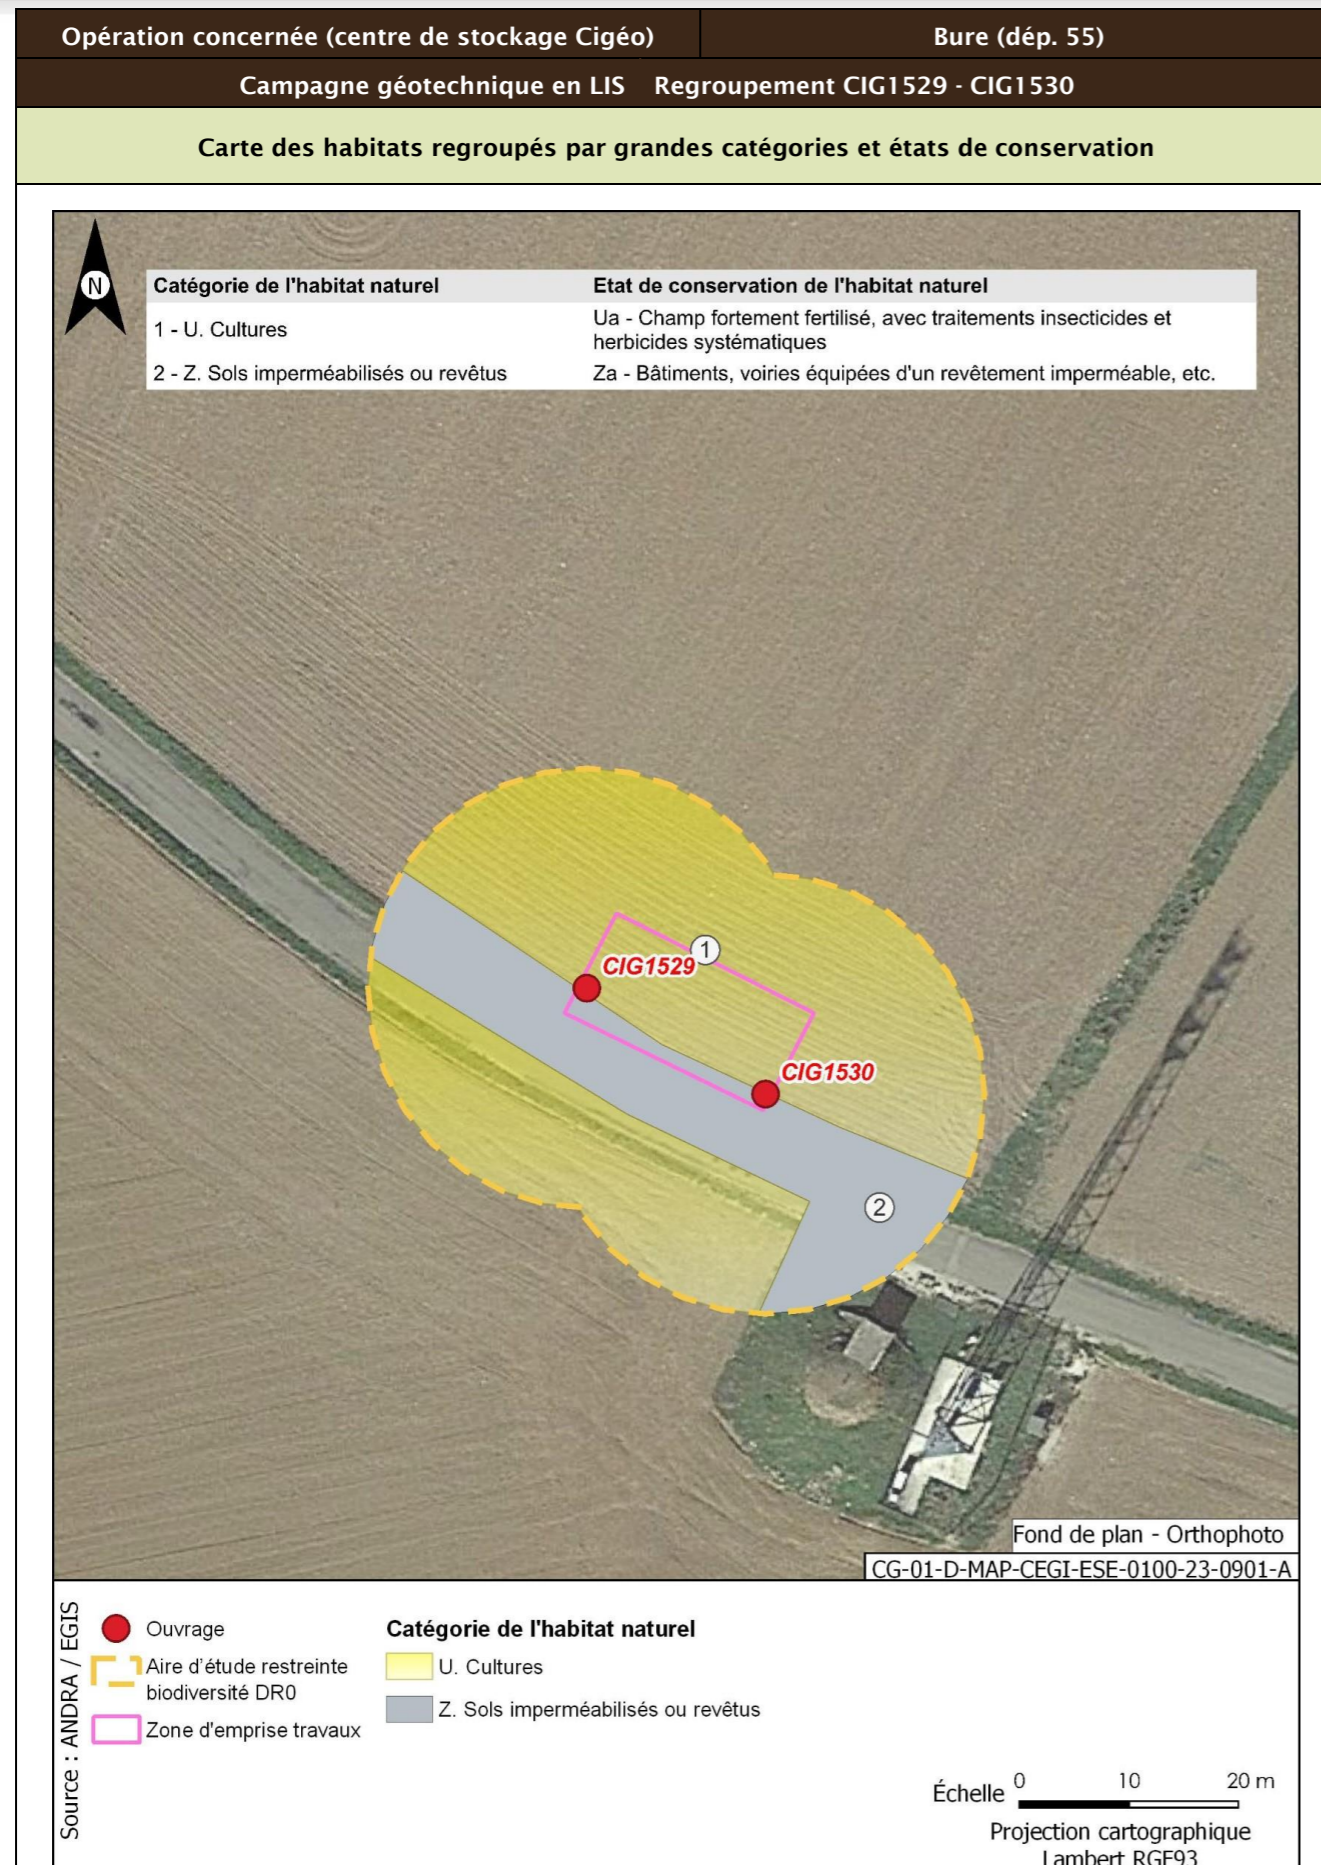 Opération concernée (centre de stockage Cigéo)
Bure (dép. 55)
Campagne géotechnique en LIS Regroupement CIG1529 - CIG1530
Carte des habitats regroupés par grandes catégories et états de conservation
N
Catégorie de l'habitat naturel
Etat de conservation de l'habitat naturel
1 - U. Cultures
Ua - Champ fortement fertilisé, avec traitements insecticides et
herbicides systématiques
2 - Z. Sols imperméabilisés ou revêtus
Za - Bâtiments, voiries équipées d'un revêtement imperméable, etc.
1
CIG1529
CIG1530
2
Fond de plan - Orthophoto
CG-01-D-MAP-CEGI-ESE-0100-23-0901-A
Source : ANDRA / EGIS
Ouvrage
Aire d'étude restreinte
biodiversité DR0
Zone d'emprise travaux
Catégorie de l'habitat naturel
U. Cultures
Z. Sols imperméabilisés ou revêtus
Échelle 0 10 20 m
Projection cartographique
Lambert RGF93